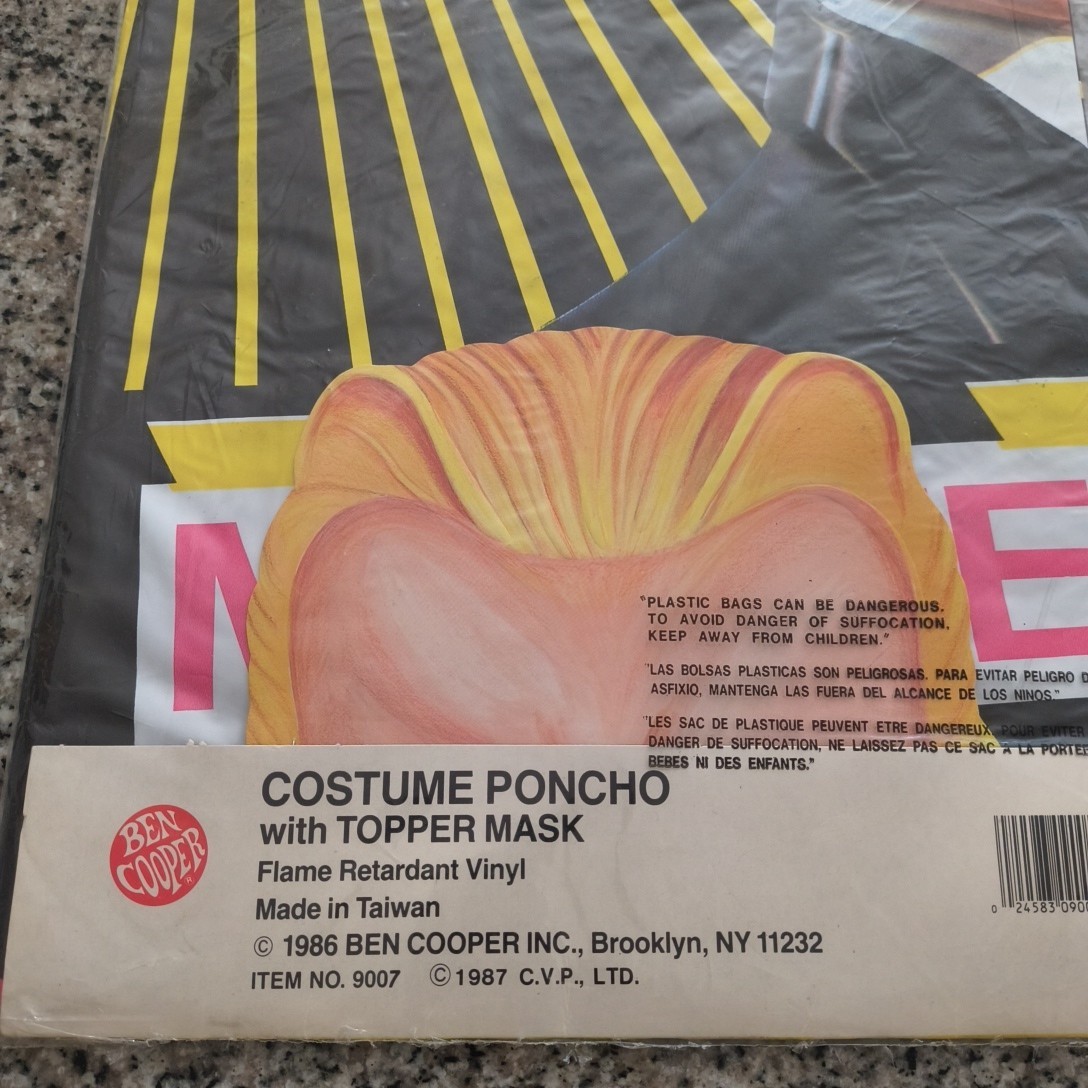 M
E
"PLASTIC BAGS CAN BE DANGEROUS.
TO AVOID DANGER OF SUFFOCATION,
KEEP AWAY FROM CHILDREN."
"LAS BOLSAS PLASTICAS SON PELIGROSAS. PARA EVITAR PELIGRO D
ASFIXIO, MANTENGA LAS FUERA DEL ALCANCE DE LOS NINOS."
"LES SAC DE PLASTIQUE PEUVENT ETRE DANGEREUX. POUR EVITER
DANGER DE SUFFOCATION, NE LAISSEZ PAS CE SAC A LA PORTEE
BEBES NI DES ENFANTS."
COSTUME PONCHO
with TOPPER MASK
Flame Retardant Vinyl
Made in Taiwan
© 1986 BEN COOPER INC., Brooklyn, NY 11232
ITEM NO. 9007 © 1987 C.V.P., LTD.
BEN
COOPER
R
0 24583 0900